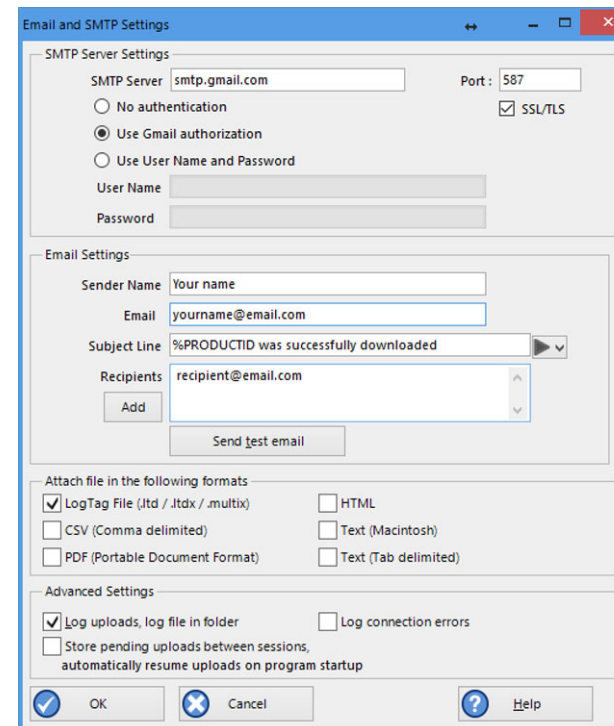 Email and SMTP Settings
SMTP Server Settings
SMTP Server smtp.gmail.com Port : 587
No authentication SSL/TLS
Use Gmail authorization
Use User Name and Password
User Name
Password
Email Settings
Sender Name Your name
Email yourname@email.com
Subject Line %PRODUCTID was successfully downloaded
Recipients recipient@email.com
Add
Send test email
Attach file in the following formats
LogTag File (.ltd / .ltdx / .multix) HTML
CSV (Comma delimited) Text (Macintosh)
PDF (Portable Document Format) Text (Tab delimited)
Advanced Settings
Log uploads, log file in folder Log connection errors
Store pending uploads between sessions,
automatically resume uploads on program startup
OK Cancel Help